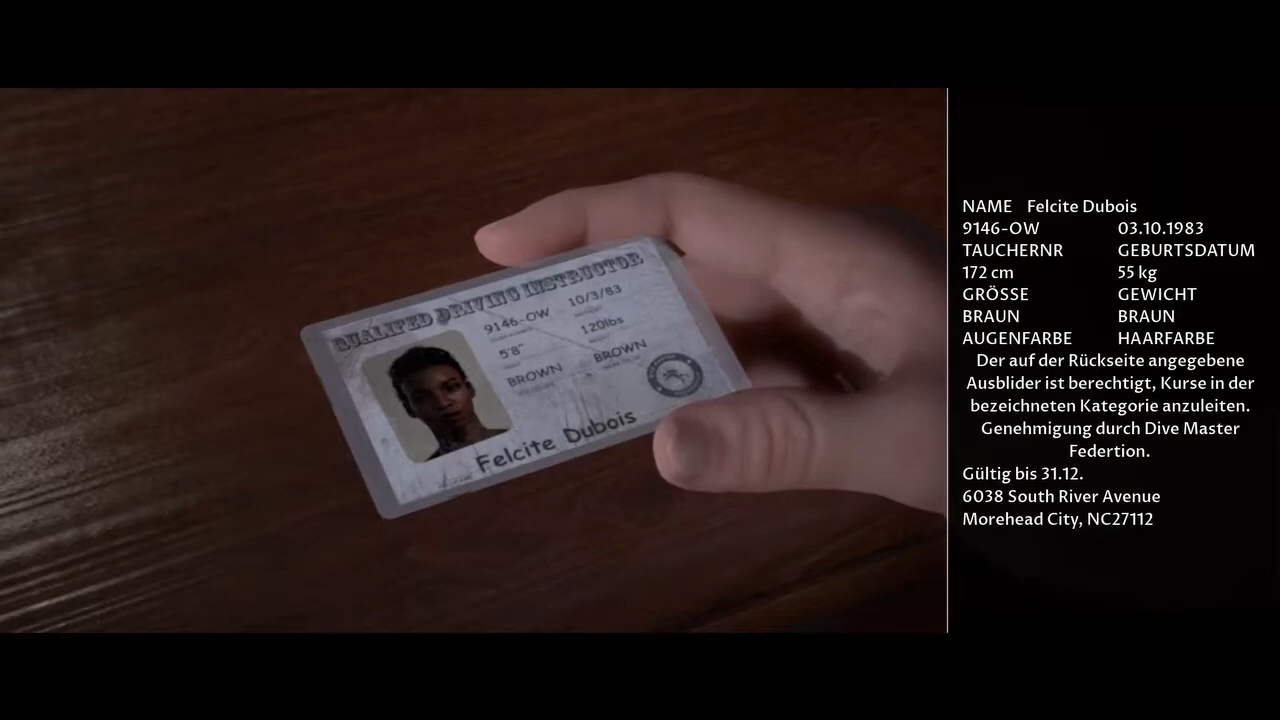 QUALIFED DRIVING INSTRUCTOR
9146-OW 10/3/83
5'8" 120lbs
BROWN BROWN
Felcite Dubois
NAME Felcite Dubois
9146-OW 03.10.1983
TAUCHERNR GEBURTSDATUM
172 cm 55 kg
GRÖSSE GEWICHT
BRAUN BRAUN
AUGENFARBE HAARFARBE
Der auf der Rückseite angegebene
Ausblider ist berechtigt, Kurse in der
bezeichneten Kategorie anzuleiten.
Genehmigung durch Dive Master
Federtion.
Gültig bis 31.12.
6038 South River Avenue
Morehead City, NC27112